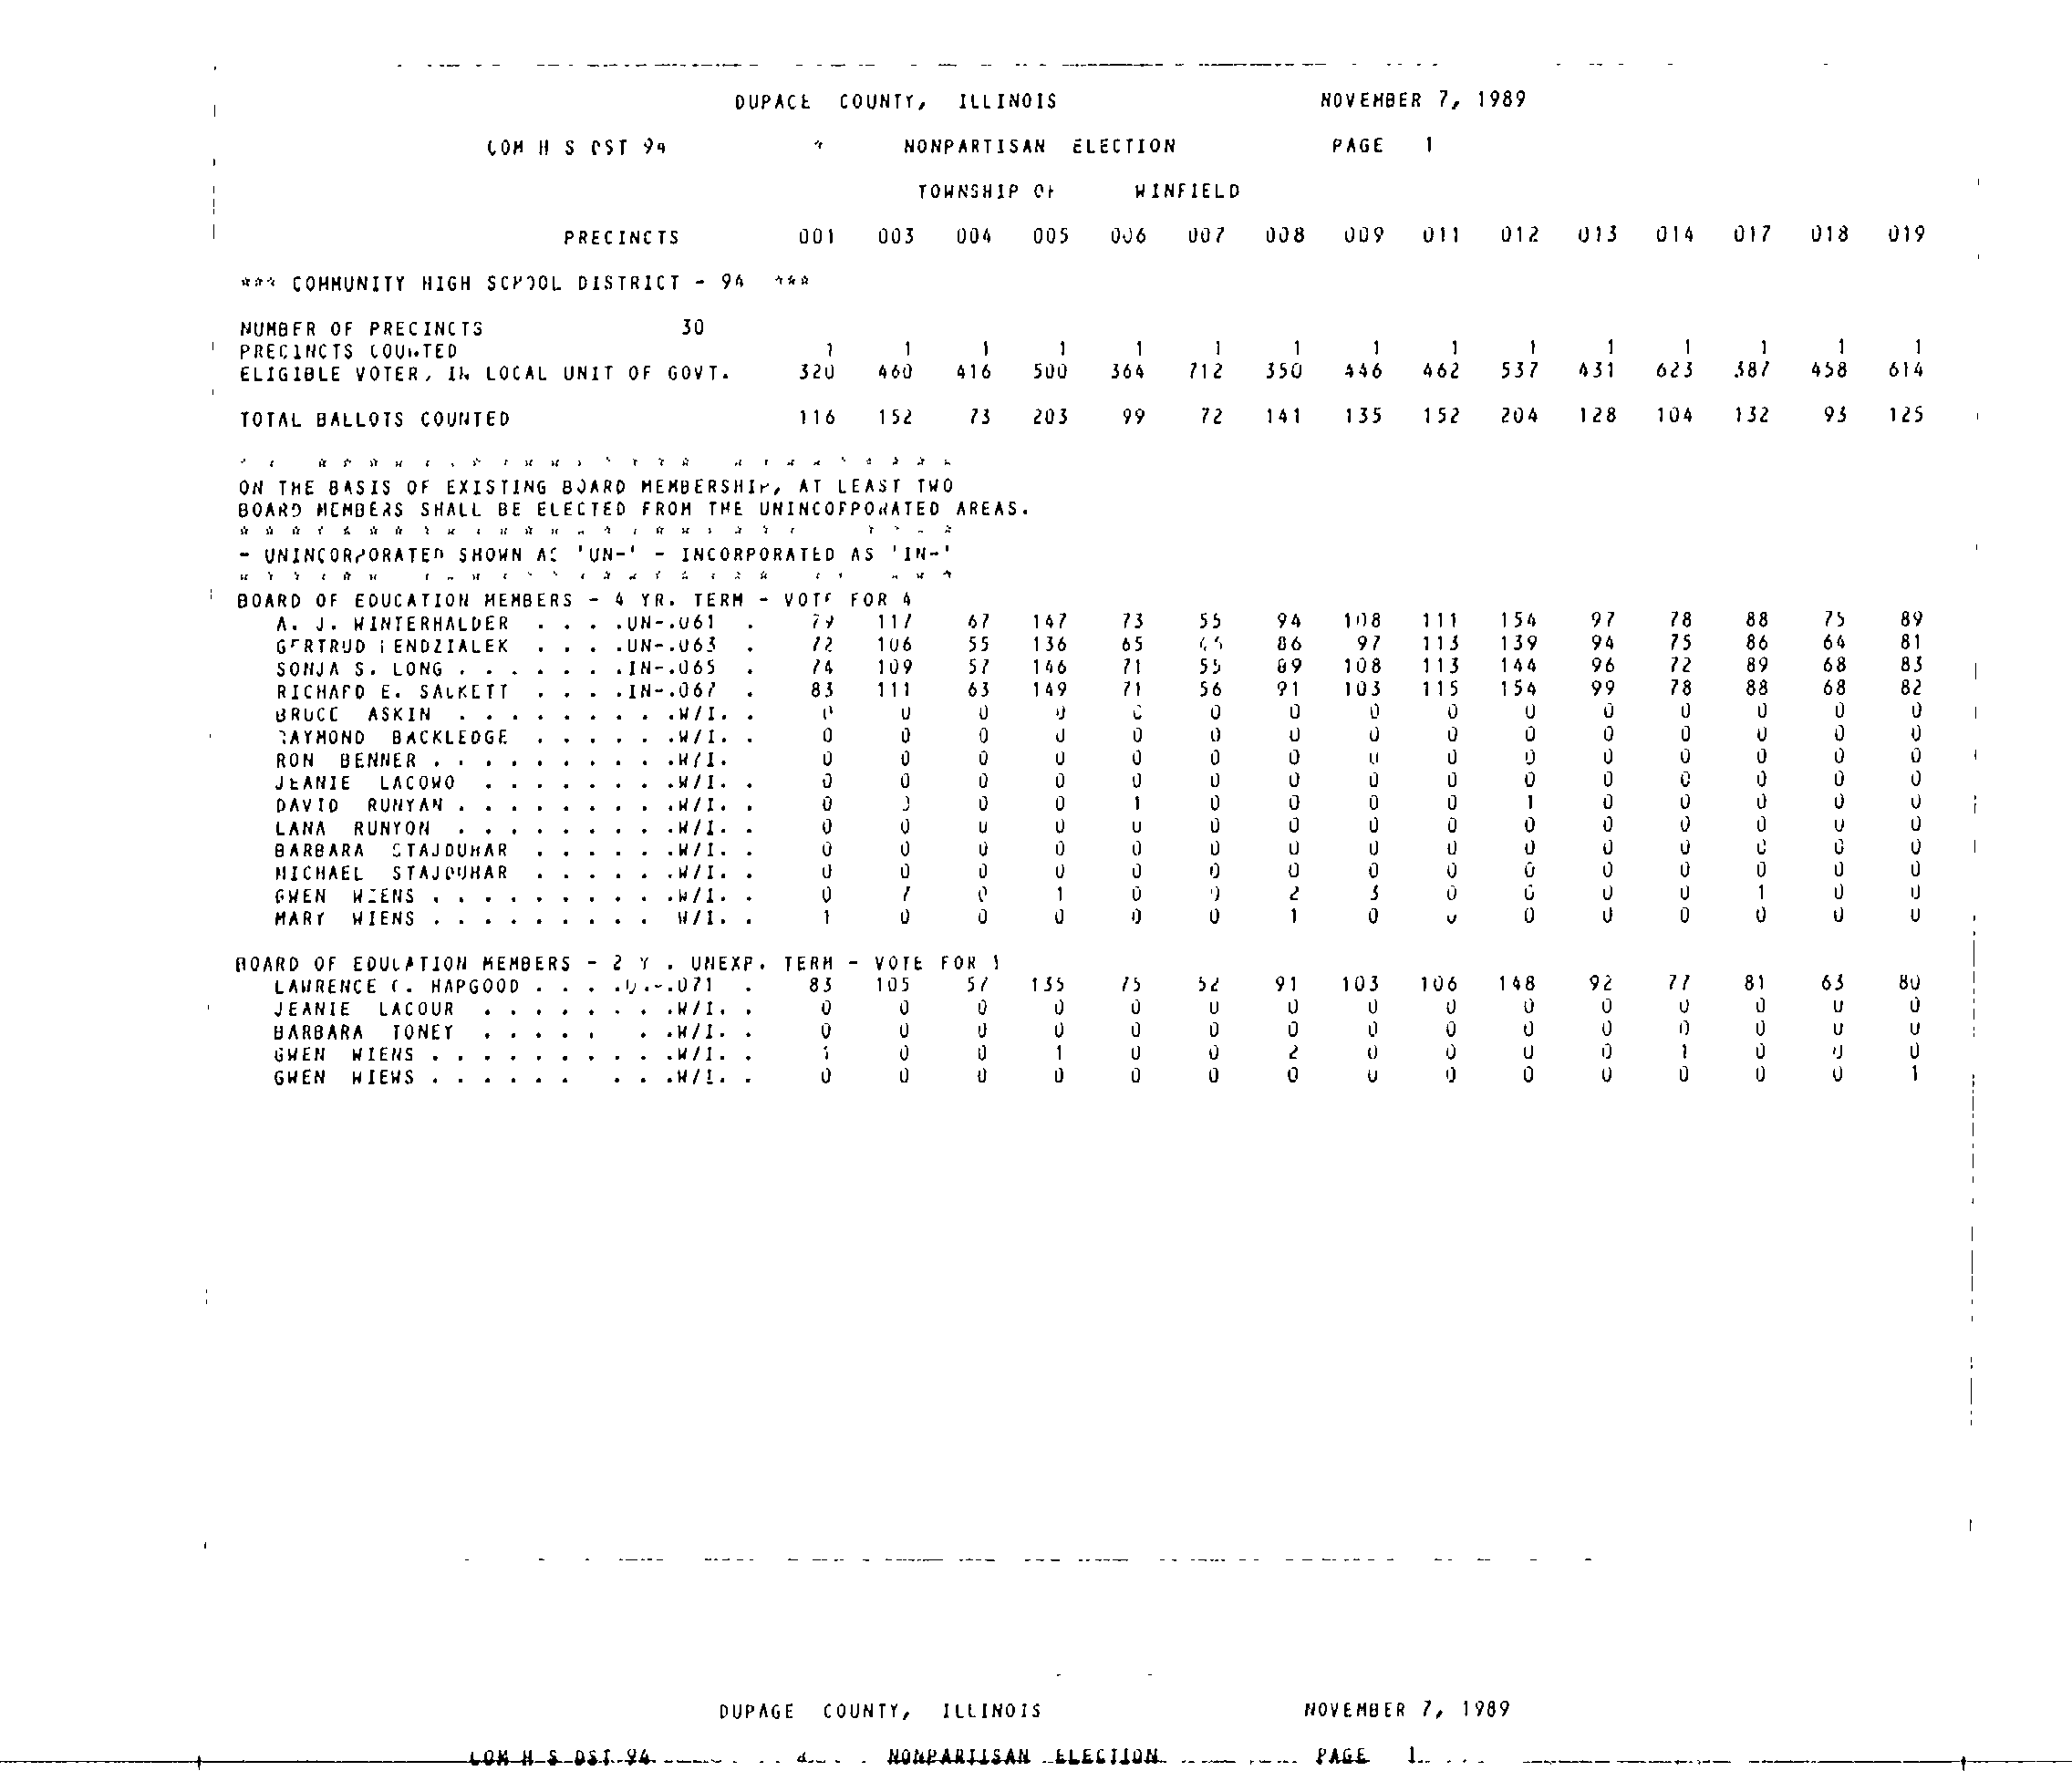 DUPAGE COUNTY, ILLINOIS NOVEMBER 7, 1989
COM H S DST 94 * NONPARTISAN ELECTION PAGE 1
TOWNSHIP OF WINFIELD
PRECINCTS 001 003 004 005 006 007 008 009 011 012 013 014 017 018 019
*** COMMUNITY HIGH SCHOOL DISTRICT - 94 ***
NUMBER OF PRECINCTS 30
PRECINCTS COUNTED 1 1 1 1 1 1 1 1 1 1 1 1 1 1 1
ELIGIBLE VOTER, IN LOCAL UNIT OF GOVT. 320 460 416 500 364 712 350 446 462 537 431 623 387 458 614
TOTAL BALLOTS COUNTED 116 152 73 203 99 72 141 135 152 204 128 104 132 93 125
ON THE BASIS OF EXISTING BOARD MEMBERSHIP, AT LEAST TWO
BOARD MEMBERS SHALL BE ELECTED FROM THE UNINCORPORATED AREAS.
- UNINCORPORATED SHOWN AS 'UN-' - INCORPORATED AS 'IN-'
BOARD OF EDUCATION MEMBERS - 4 YR. TERM - VOTE FOR 4
A. J. WINTERHALDER . . . .UN-.061 . 79 117 67 147 73 55 94 108 111 154 97 78 88 75 89
GERTRUD LENDZIALEK . . . .UN-.063 . 72 106 55 136 65 86 97 113 139 94 75 86 64 81
SONJA S. LONG . . . . . . .IN-.065 . 74 109 57 146 71 55 89 108 113 144 96 72 89 68 83
RICHARD E. SALKETT . . . .IN-.067 . 83 111 63 149 71 56 91 103 115 154 99 78 88 68 82
BRUCE ASKIN . . . . . . . . .W/I. . 0 0 0 0 0 0 0 0 0 0 0 0 0 0 0
RAYMOND BACKLEDGE . . . . . .W/I. . 0 0 0 0 0 0 0 0 0 0 0 0 0 0 0
RON BENNER . . . . . . . . . .W/I. 0 0 0 0 0 0 0 0 0 0 0 0 0 0 0
JEANIE LACOWO . . . . . . . .W/I. . 0 0 0 0 0 0 0 0 0 0 0 0 0 0 0
DAVID RUNYAN . . . . . . . . .W/I. . 0 0 0 0 1 0 0 0 0 1 0 0 0 0 0
LANA RUNYON . . . . . . . . .W/I. . 0 0 0 0 0 0 0 0 0 0 0 0 0 0 0
BARBARA STAJDUHAR . . . . . .W/I. . 0 0 0 0 0 0 0 0 0 0 0 0 0 0 0
MICHAEL STAJDUHAR . . . . . .W/I. . 0 0 0 0 0 0 0 0 0 0 0 0 0 0 0
GWEN WIENS . . . . . . . . . .W/I. . 0 7 0 1 0 0 2 3 0 0 0 0 1 0 0
MARY WIENS . . . . . . . . . W/I. . 1 0 0 0 0 0 1 0 0 0 0 0 0 0 0
BOARD OF EDUCATION MEMBERS - 2 Y . UNEXP. TERM - VOTE FOR 1
LAWRENCE C. HAPGOOD . . . . .071 . 83 105 57 135 75 52 91 103 106 148 92 77 81 63 80
JEANIE LACOUR . . . . . . . .W/I. . 0 0 0 0 0 0 0 0 0 0 0 0 0 0 0
BARBARA TONEY . . . . . . .W/I. . 0 0 0 0 0 0 0 0 0 0 0 0 0 0 0
GWEN WIENS . . . . . . . . . .W/I. . 1 0 0 1 0 0 2 0 0 0 0 1 0 0 0
GWEN WIEWS . . . . . . . . .W/I. . 0 0 0 0 0 0 0 0 0 0 0 0 0 0 1
DUPAGE COUNTY, ILLINOIS NOVEMBER 7, 1989
COM H S DST 94 NONPARTISAN ELECTION PAGE 1